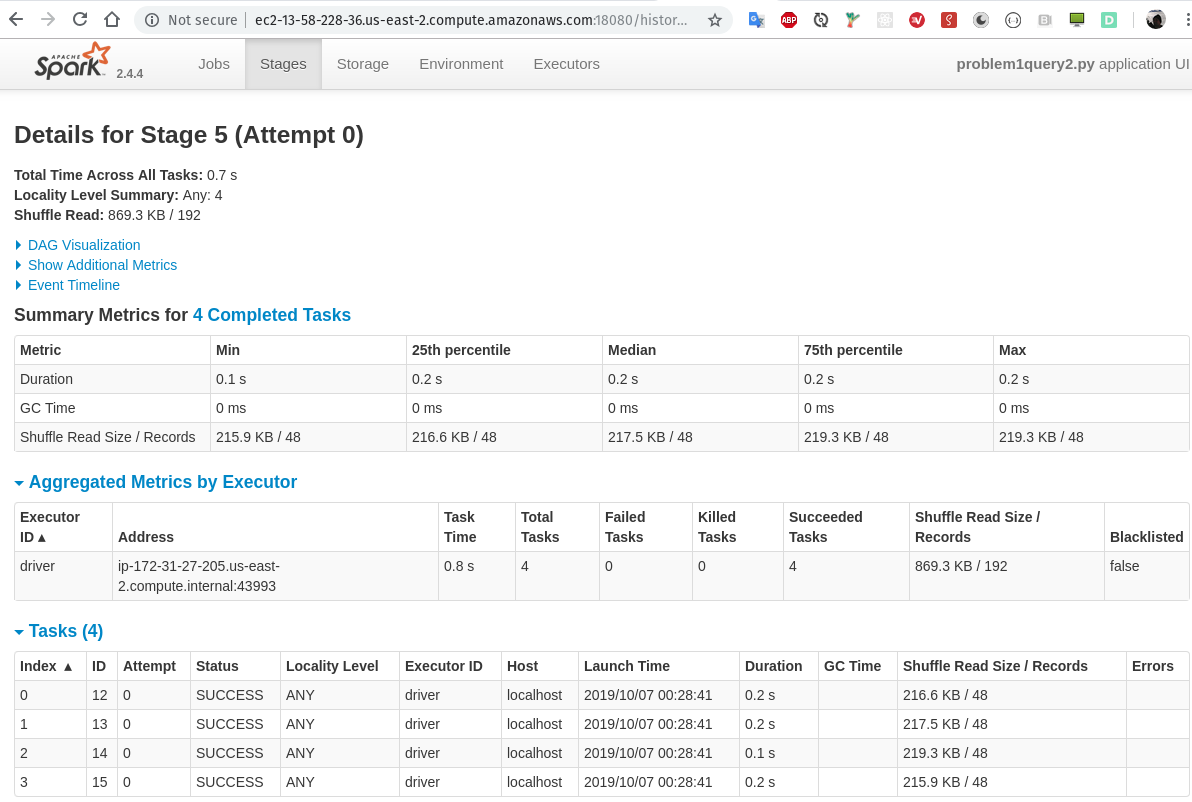 Not secure ec2-13-58-228-36.us-east-2.compute.amazonaws.com:18080/histor...
ABP
APACHE
Spark 2.4.4 Jobs Stages Storage Environment Executors problem1query2.py application UI
Details for Stage 5 (Attempt 0)
Total Time Across All Tasks: 0.7 s
Locality Level Summary: Any: 4
Shuffle Read: 869.3 KB / 192
DAG Visualization
Show Additional Metrics
Event Timeline
Summary Metrics for 4 Completed Tasks
Metric Min 25th percentile Median 75th percentile Max
Duration 0.1 s 0.2 s 0.2 s 0.2 s 0.2 s
GC Time 0 ms 0 ms 0 ms 0 ms 0 ms
Shuffle Read Size / Records 215.9 KB / 48 216.6 KB / 48 217.5 KB / 48 219.3 KB / 48 219.3 KB / 48
Aggregated Metrics by Executor
Executor ID ▴ Address Task Time Total Tasks Failed Tasks Killed Tasks Succeeded Tasks Shuffle Read Size / Records Blacklisted
driver ip-172-31-27-205.us-east-2.compute.internal:43993 0.8 s 4 0 0 4 869.3 KB / 192 false
Tasks (4)
Index ▲ ID Attempt Status Locality Level Executor ID Host Launch Time Duration GC Time Shuffle Read Size / Records Errors
0 12 0 SUCCESS ANY driver localhost 2019/10/07 00:28:41 0.2 s 216.6 KB / 48
1 13 0 SUCCESS ANY driver localhost 2019/10/07 00:28:41 0.2 s 217.5 KB / 48
2 14 0 SUCCESS ANY driver localhost 2019/10/07 00:28:41 0.1 s 219.3 KB / 48
3 15 0 SUCCESS ANY driver localhost 2019/10/07 00:28:41 0.2 s 215.9 KB / 48